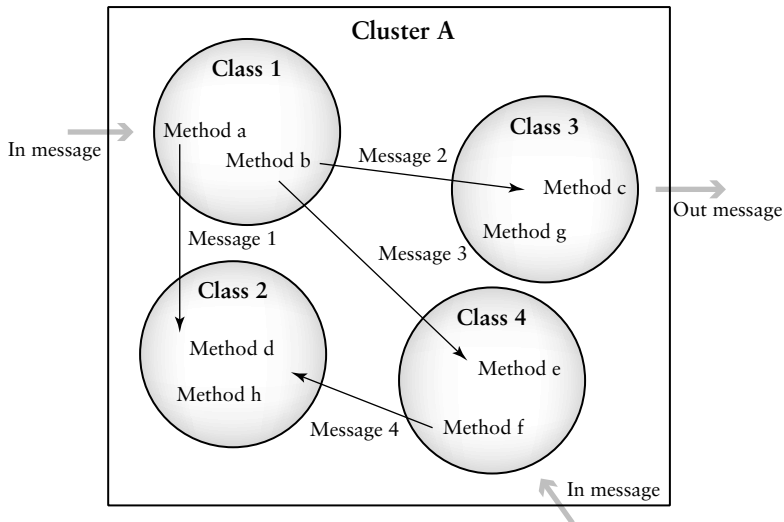 Cluster A
Class 1
Method a
Method b
In message
Message 2
Class 3
Method c
Method g
Out message
Message 1
Message 3
Class 2
Method d
Method h
Class 4
Method e
Method f
Message 4
In message